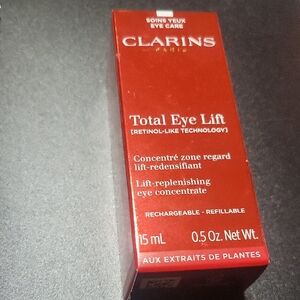 SOINS YEUX
EYE CARE
CLARINS
PARIS
Total Eye Lift
[RETINOL-LIKE TECHNOLOGY]
Concentré zone regard
lift-redensifiant
Lift-replenishing
eye concentrate
RECHARGEABLE - REFILLABLE
15 mL 0.5 Oz. Net Wt.
AUX EXTRAITS DE PLANTES